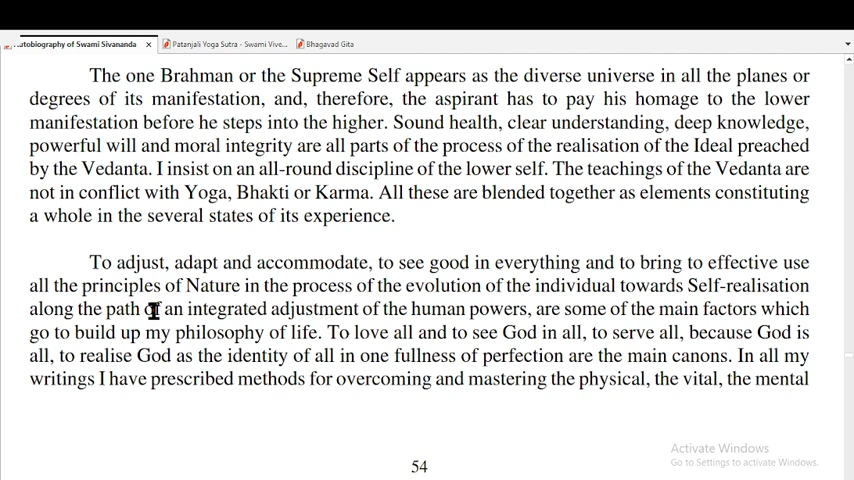 utobiography of Swami Sivananda
Patanjali Yoga Sutra - Swami Vive...
Bhagavad Gita
The one Brahman or the Supreme Self appears as the diverse universe in all the planes or
degrees of its manifestation, and, therefore, the aspirant has to pay his homage to the lower
manifestation before he steps into the higher. Sound health, clear understanding, deep knowledge,
powerful will and moral integrity are all parts of the process of the realisation of the Ideal preached
by the Vedanta. I insist on an all-round discipline of the lower self. The teachings of the Vedanta are
not in conflict with Yoga, Bhakti or Karma. All these are blended together as elements constituting
a whole in the several states of its experience.
To adjust, adapt and accommodate, to see good in everything and to bring to effective use
all the principles of Nature in the process of the evolution of the individual towards Self-realisation
along the path of an integrated adjustment of the human powers, are some of the main factors which
go to build up my philosophy of life. To love all and to see God in all, to serve all, because God is
all, to realise God as the identity of all in one fullness of perfection are the main canons. In all my
writings I have prescribed methods for overcoming and mastering the physical, the vital, the mental
54
Activate Windows
Go to Settings to activate Windows.